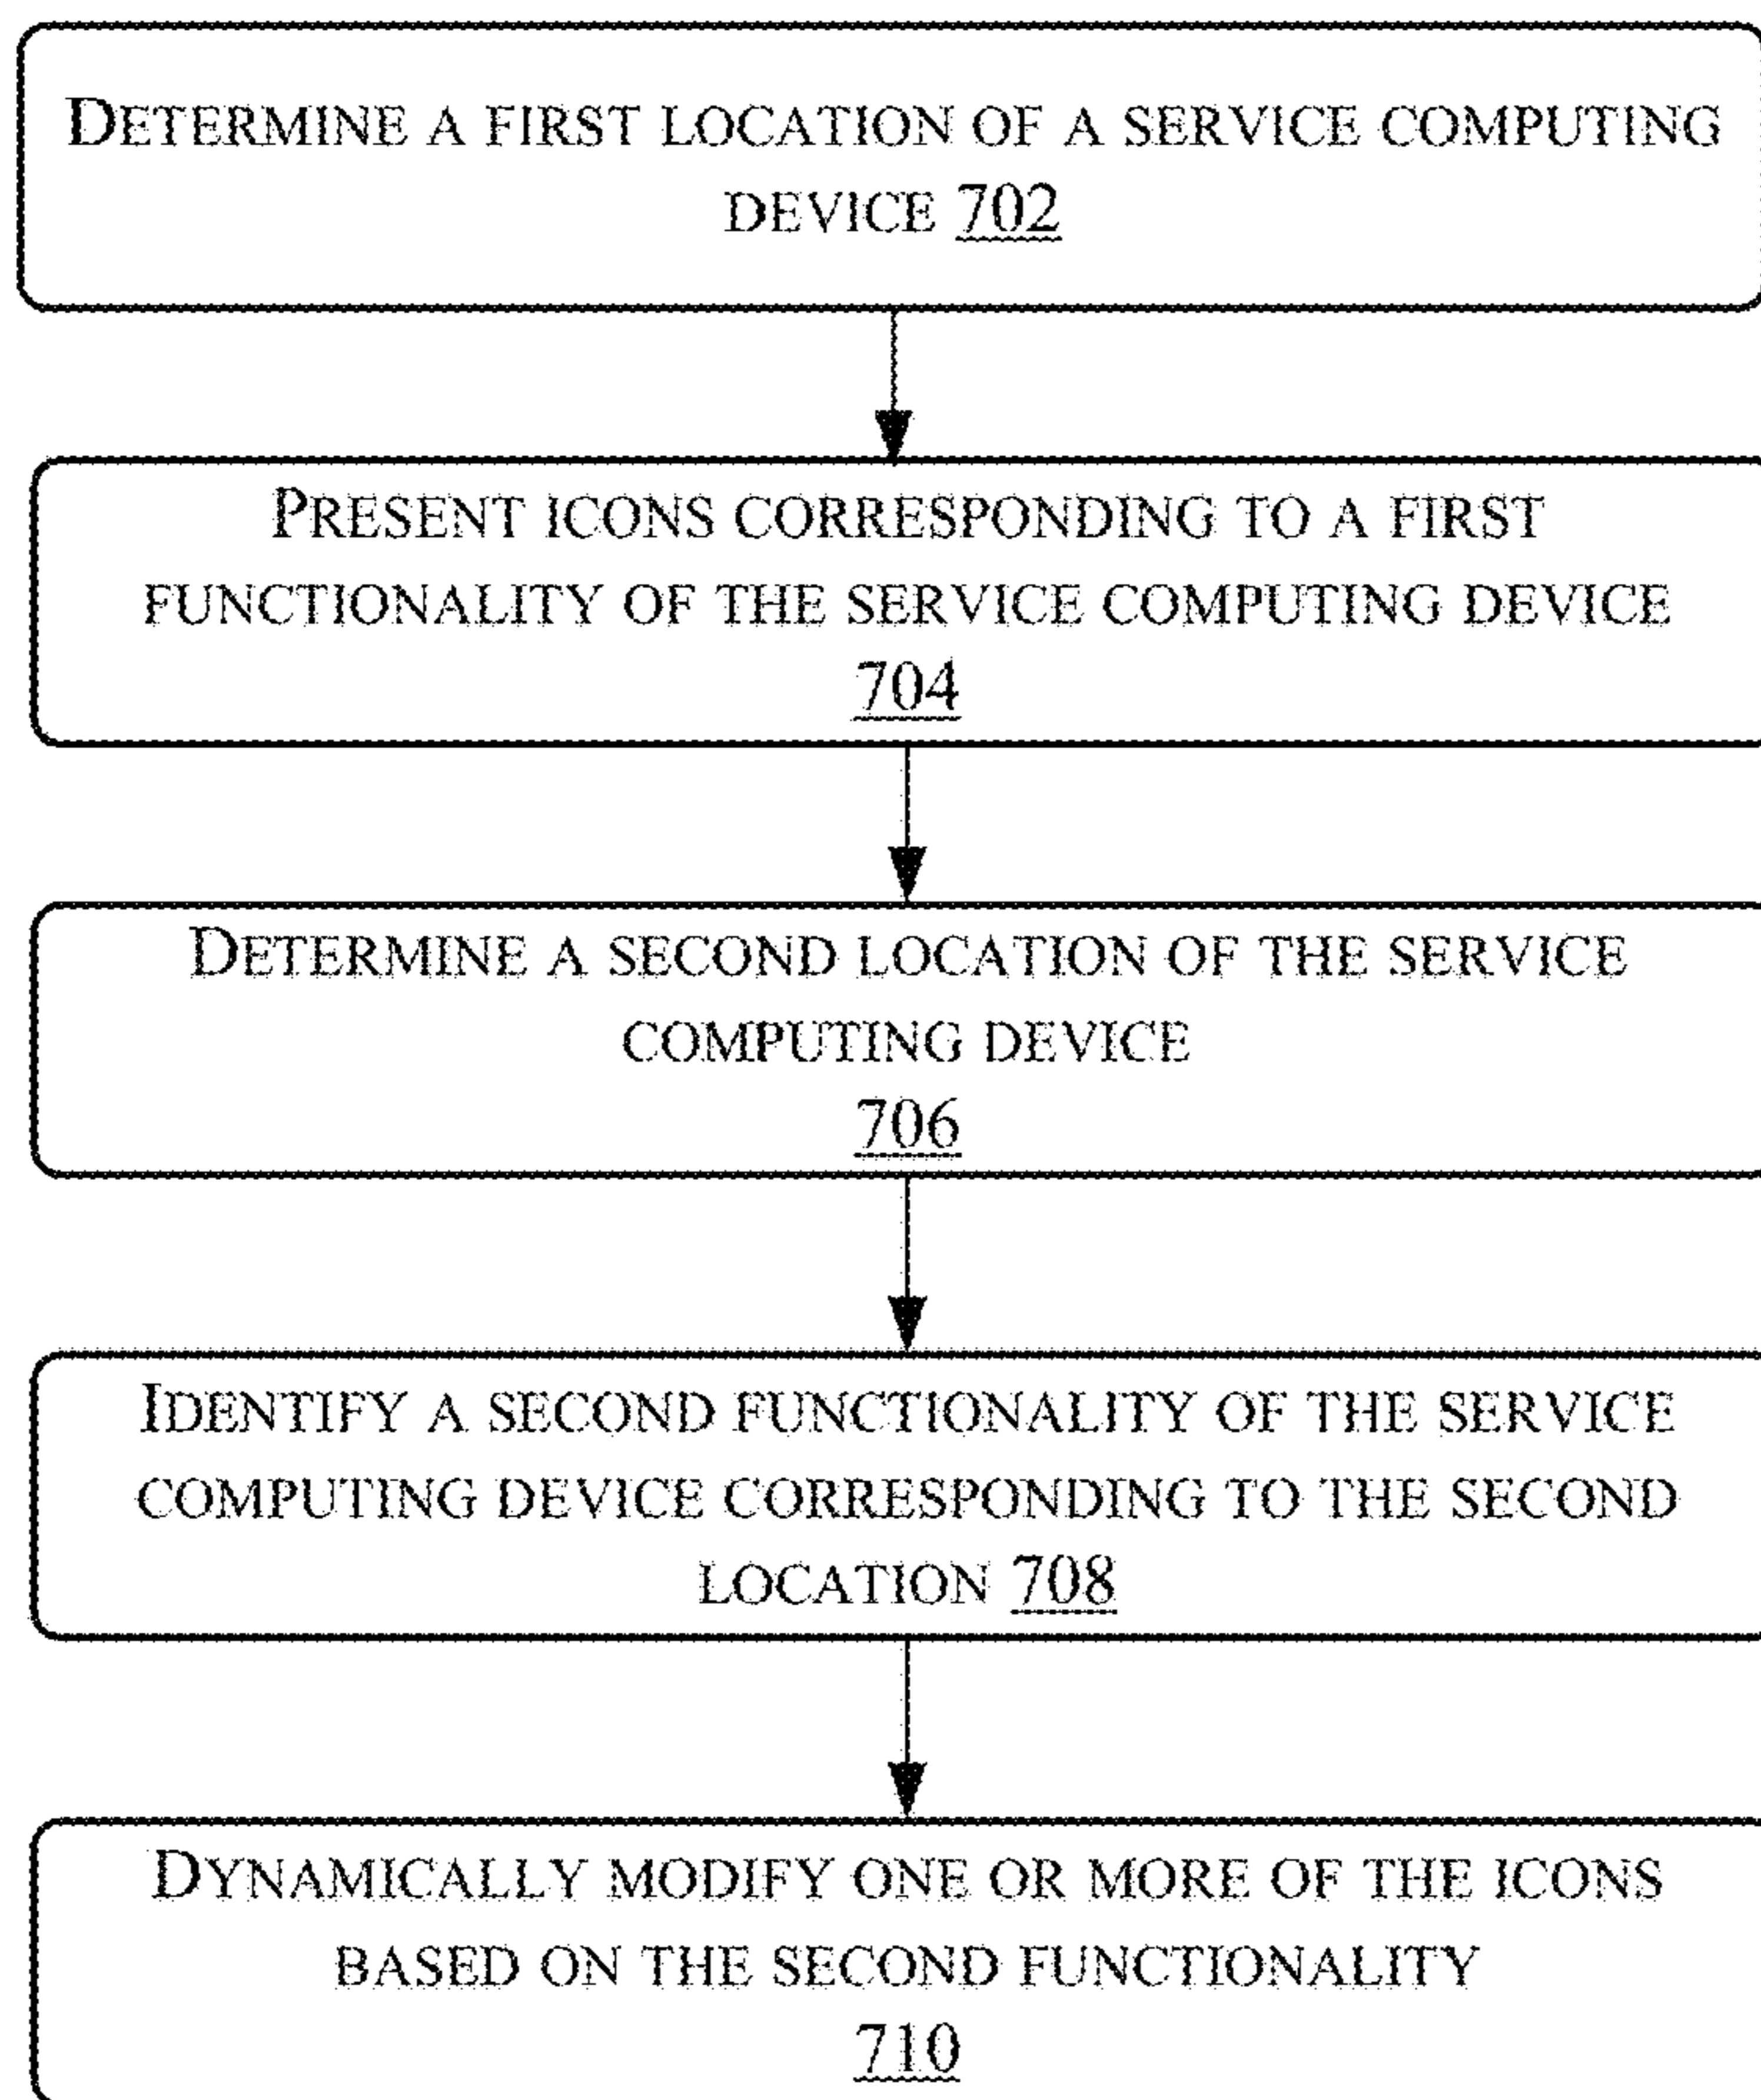 DETERMINE A FIRST LOCATION OF A SERVICE COMPUTING
DEVICE 702
PRESENT ICONS CORRESPONDING TO A FIRST
FUNCTIONALITY OF THE SERVICE COMPUTING DEVICE
704
DETERMINE A SECOND LOCATION OF THE SERVICE
COMPUTING DEVICE
706
IDENTIFY A SECOND FUNCTIONALITY OF THE SERVICE
COMPUTING DEVICE CORRESPONDING TO THE SECOND
LOCATION 708
DYNAMICALLY MODIFY ONE OR MORE OF THE ICONS
BASED ON THE SECOND FUNCTIONALITY
710